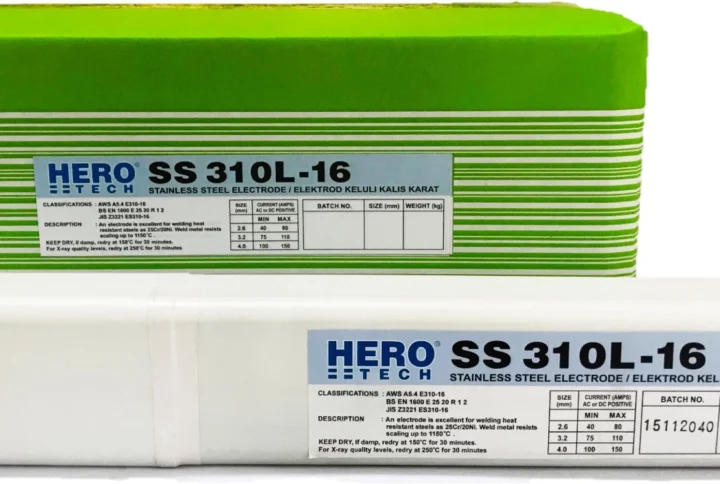 HERO TECH ® SS 310L-16
STAINLESS STEEL ELECTRODE / ELEKTROD KELULI KALIS KARAT
CLASSIFICATIONS : AWS A5.4 E310-16
BS EN 1600 E 25 20 R 1 2
JIS Z3221 ES310-16
DESCRIPTION : An electrode is excellent for welding heat
resistant steels as 25Cr/20Ni. Weld metal resists
scaling up to 1150°C .
KEEP DRY, if damp, redry at 150°C for 30 minutes.
For X-ray quality levels, redry at 250°C for 30 minutes
SIZE (mm) CURRENT (AMPS) AC or DC POSITIVE
MIN MAX
2.6 40 80
3.2 75 110
4.0 100 150
BATCH NO. SIZE (mm) WEIGHT (kg)
HERO TECH ® SS 310L-16
STAINLESS STEEL ELECTRODE / ELEKTROD KEL
CLASSIFICATIONS : AWS A5.4 E310-16
BS EN 1600 E 25 20 R 1 2
JIS Z3221 ES310-16
DESCRIPTION : An electrode is excellent for welding heat
resistant steels as 25Cr/20Ni. Weld metal resists
scaling up to 1150°C .
KEEP DRY, if damp, redry at 150°C for 30 minutes.
For X-ray quality levels, redry at 250°C for 30 minutes.
SIZE (mm) CURRENT (AMPS) AC or DC POSITIVE
MIN MAX
2.6 40 80
3.2 75 110
4.0 100 150
BATCH NO.
15112040